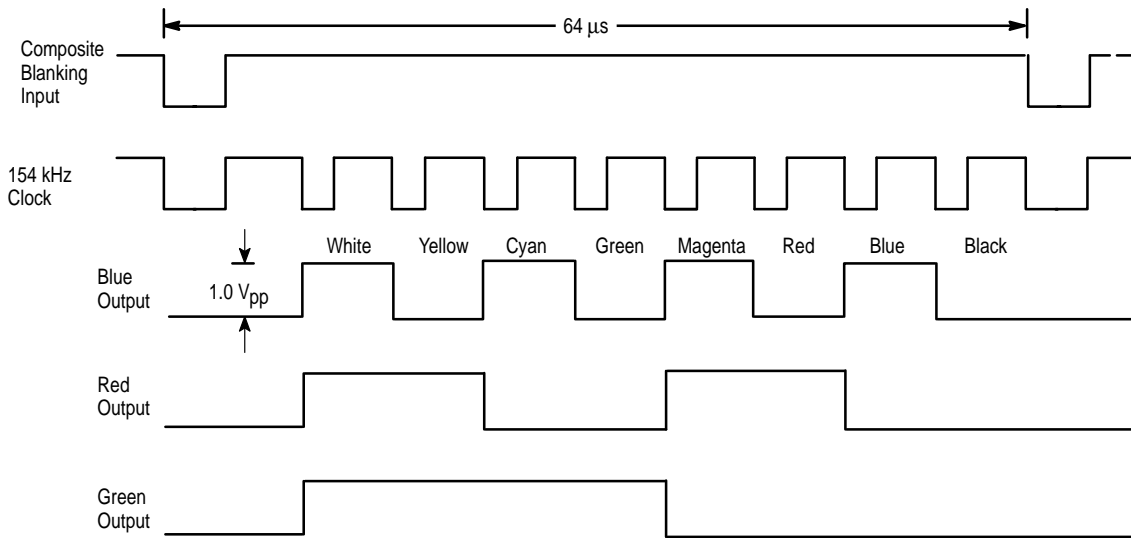 64 µs
Composite
Blanking
Input
154 kHz
Clock
White Yellow Cyan Green Magenta Red Blue Black
Blue
Output
1.0 Vpp
Red
Output
Green
Output